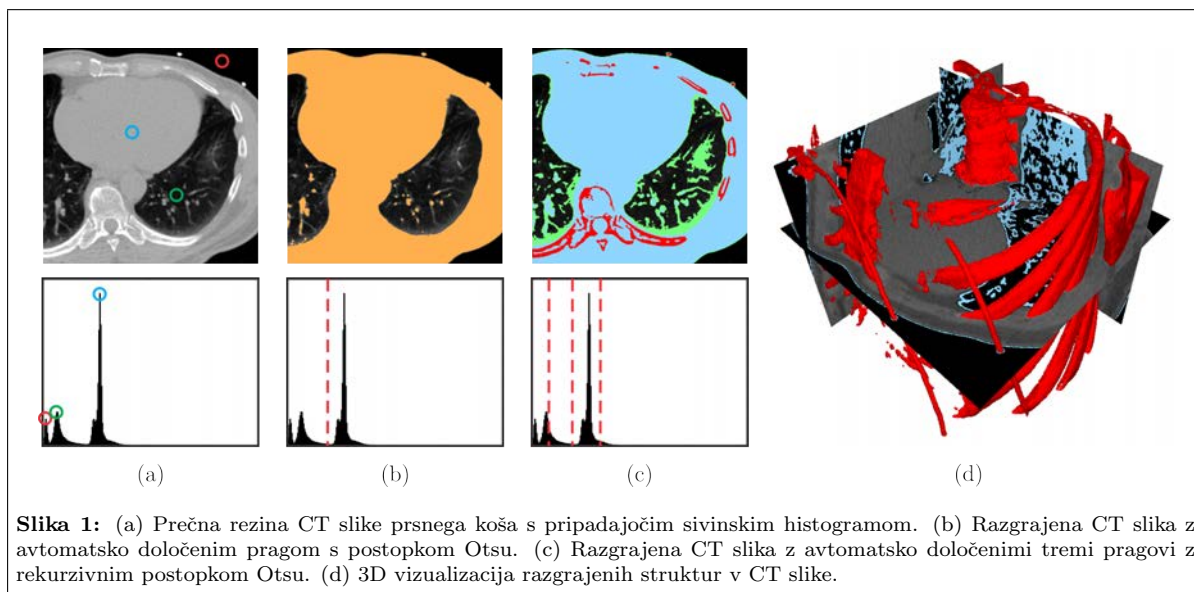 (a)
(b)
(c)
(d)
Slika 1: (a) Prečna rezina CT slike prsnega koša s pripadajočim sivinskim histogramom. (b) Razgrajena CT slika z
avtomatsko določenim pragom s postopkom Otsu. (c) Razgrajena CT slika z avtomatsko določenimi tremi pragovi z
rekurzivnim postopkom Otsu. (d) 3D vizualizacija razgrajenih struktur v CT slike.